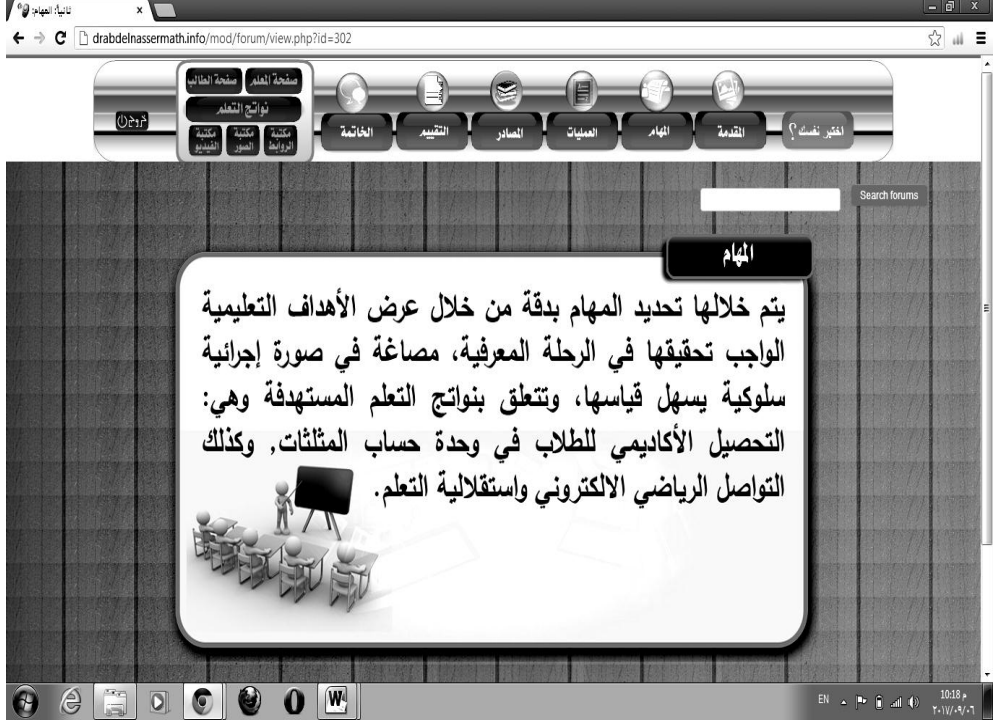 ثانياً: المهام:
drabdelnassermath.info/mod/forum/view.php?id=302
اختبر نفسك؟
المقدمة
المهام
العمليات
المصادر
التقييم
الخاتمة
صفحة المعلم
صفحة الطالب
نواتج التعلم
مكتبة الروابط
مكتبة الصور
مكتبة الفيديو
خروج
Search forums
المهام
يتم خلالها تحديد المهام بدقة من خلال عرض الأهداف التعليمية
الواجب تحقيقها في الرحلة المعرفية، مصاغة في صورة إجرائية
سلوكية يسهل قياسها، وتتعلق بنواتج التعلم المستهدفة وهي:
التحصيل الأكاديمي للطلاب في وحدة حساب المثلثات, وكذلك
التواصل الرياضي الالكتروني واستقلالية التعلم.
EN
10:18 م
٢٠١٧/٠٩/٠٦